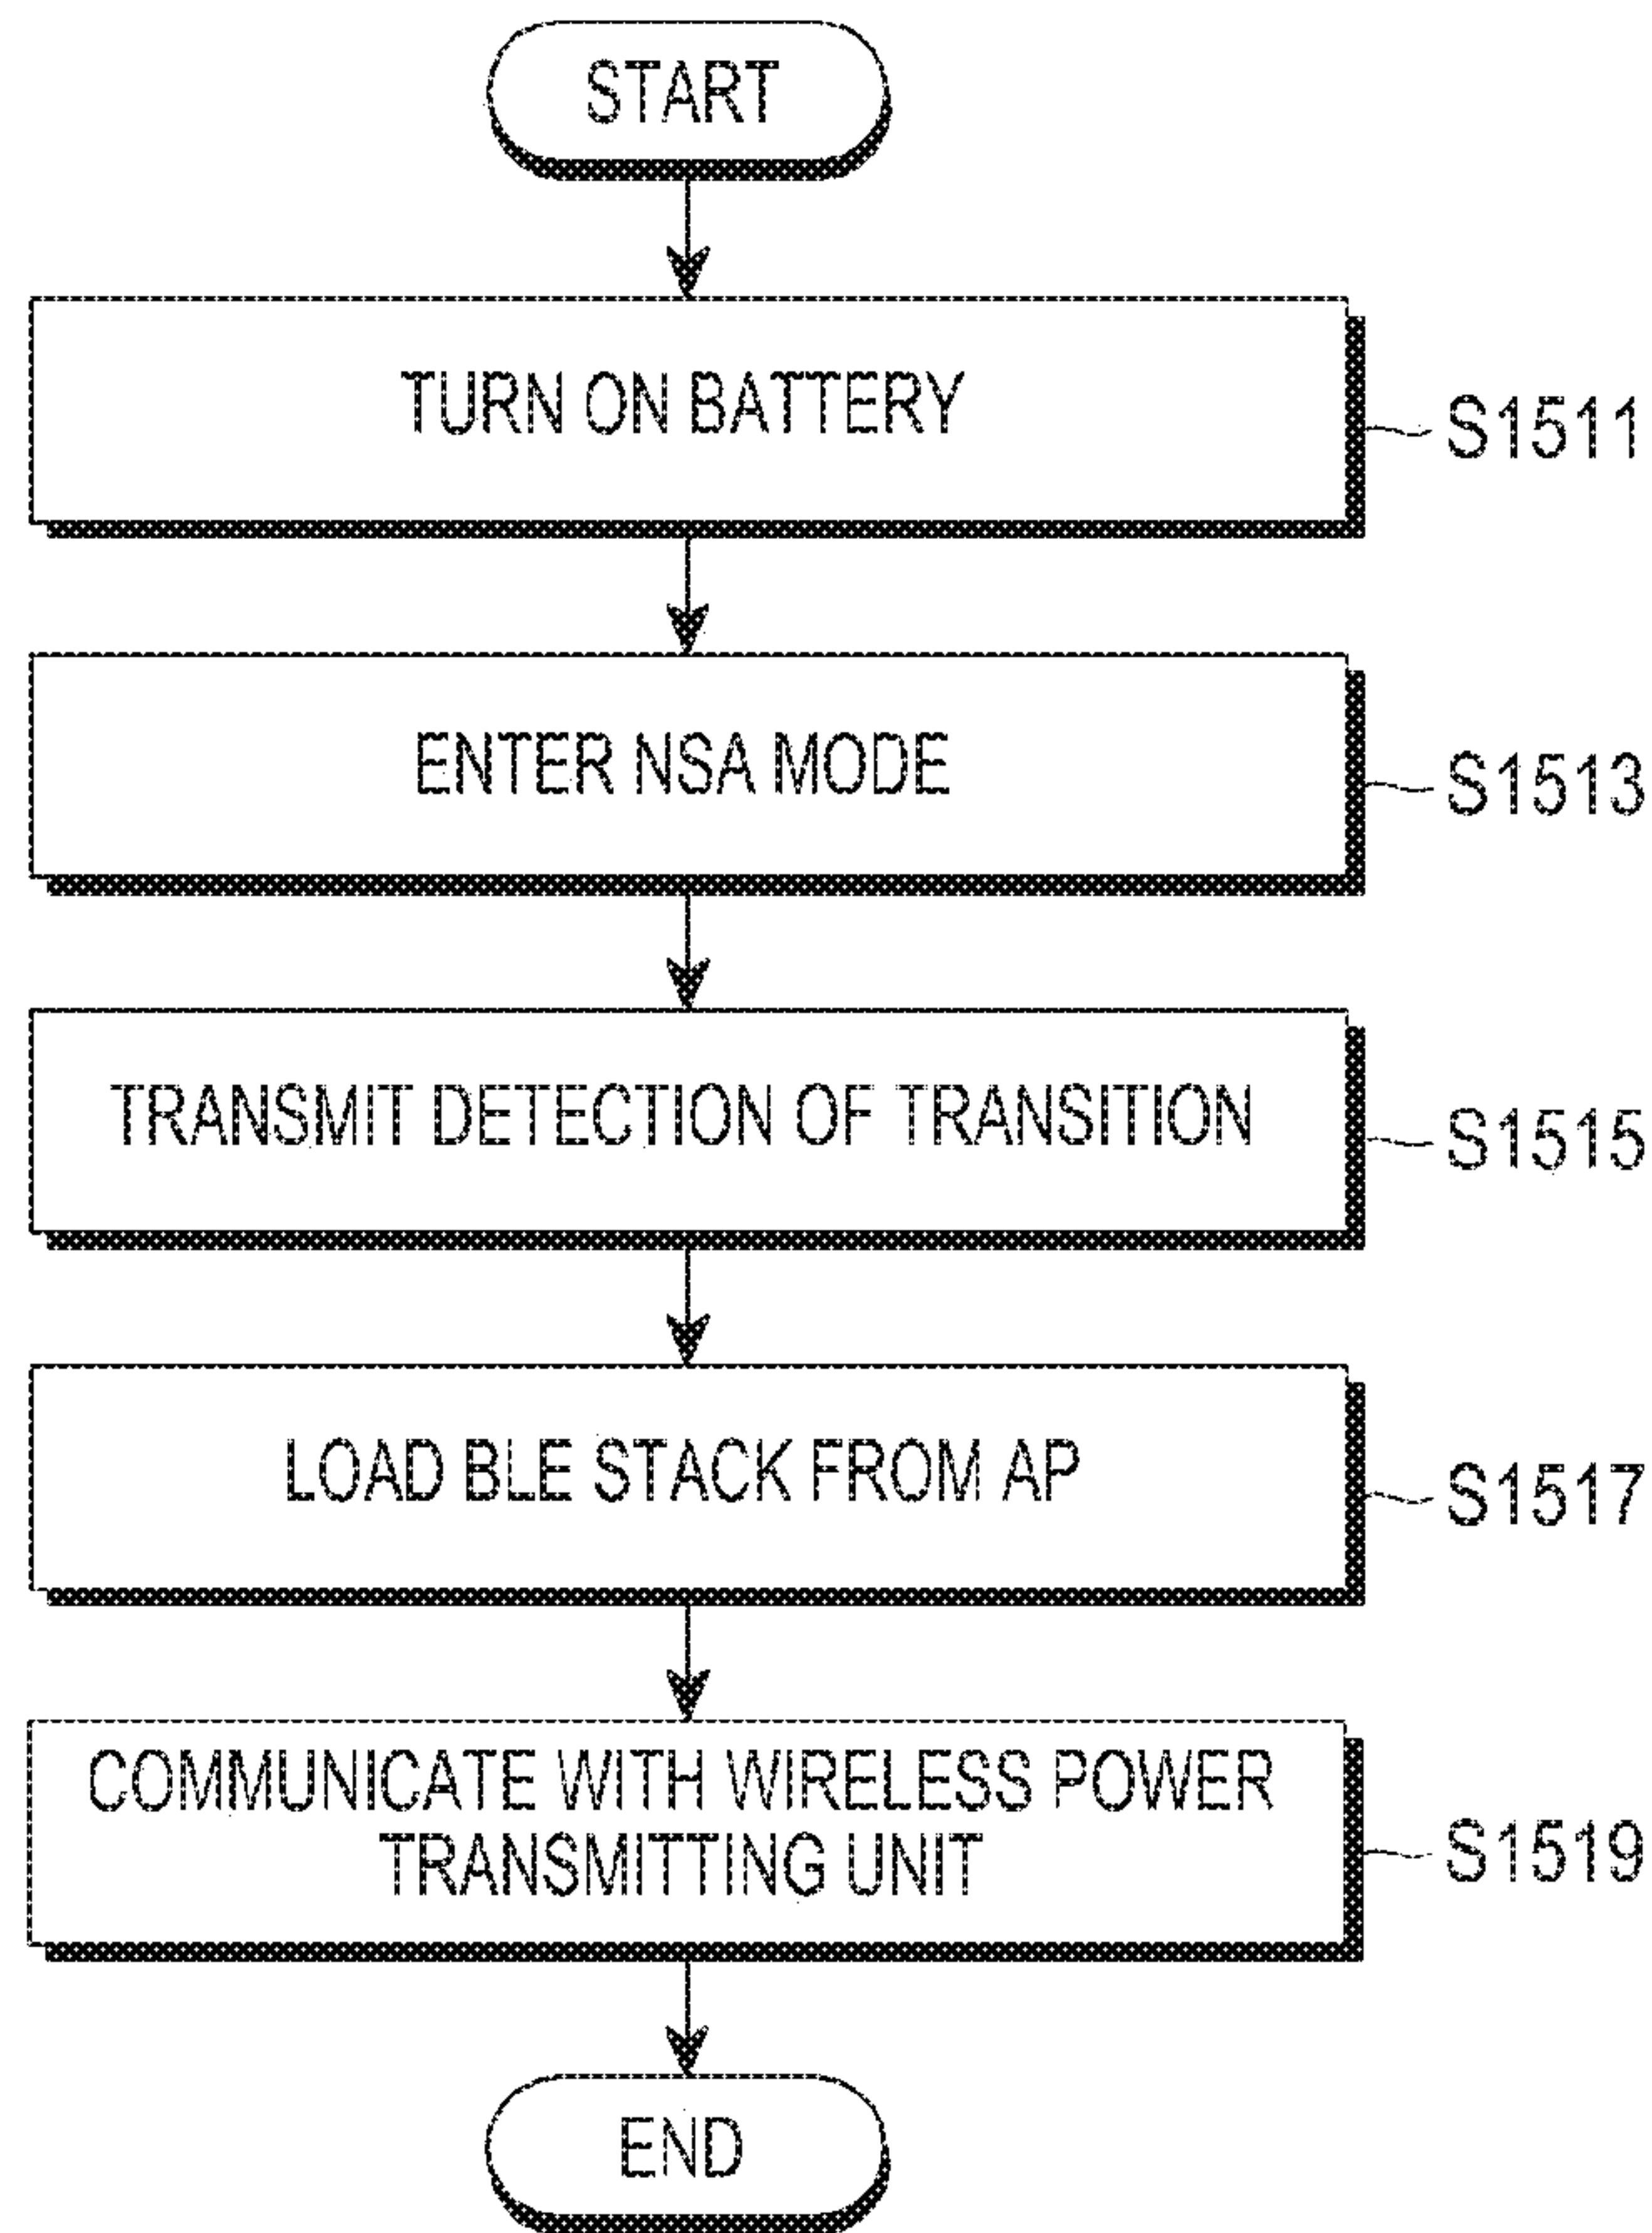 START
TURN ON BATTERY
S1511
ENTER NSA MODE
S1513
TRANSMIT DETECTION OF TRANSITION
S1515
LOAD BLE STACK FROM AP
S1517
COMMUNICATE WITH WIRELESS POWER
TRANSMITTING UNIT
S1519
END